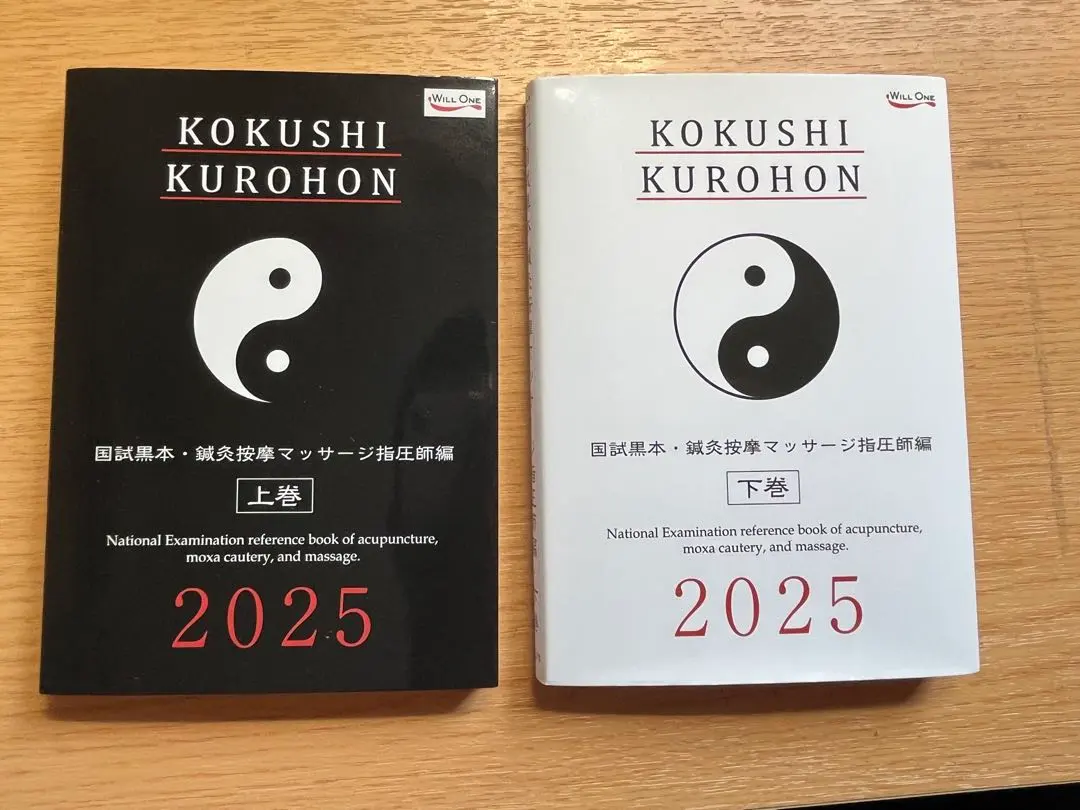 WILL ONE
KOKUSHI
KUROHON
国試黒本・鍼灸按摩マッサージ指圧師編
上巻
National Examination reference book of acupuncture,
moxa cautery, and massage.
2025
WILL ONE
KOKUSHI
KUROHON
国試黒本・鍼灸按摩マッサージ指圧師編
下巻
National Examination reference book of acupuncture,
moxa cautery, and massage.
2025